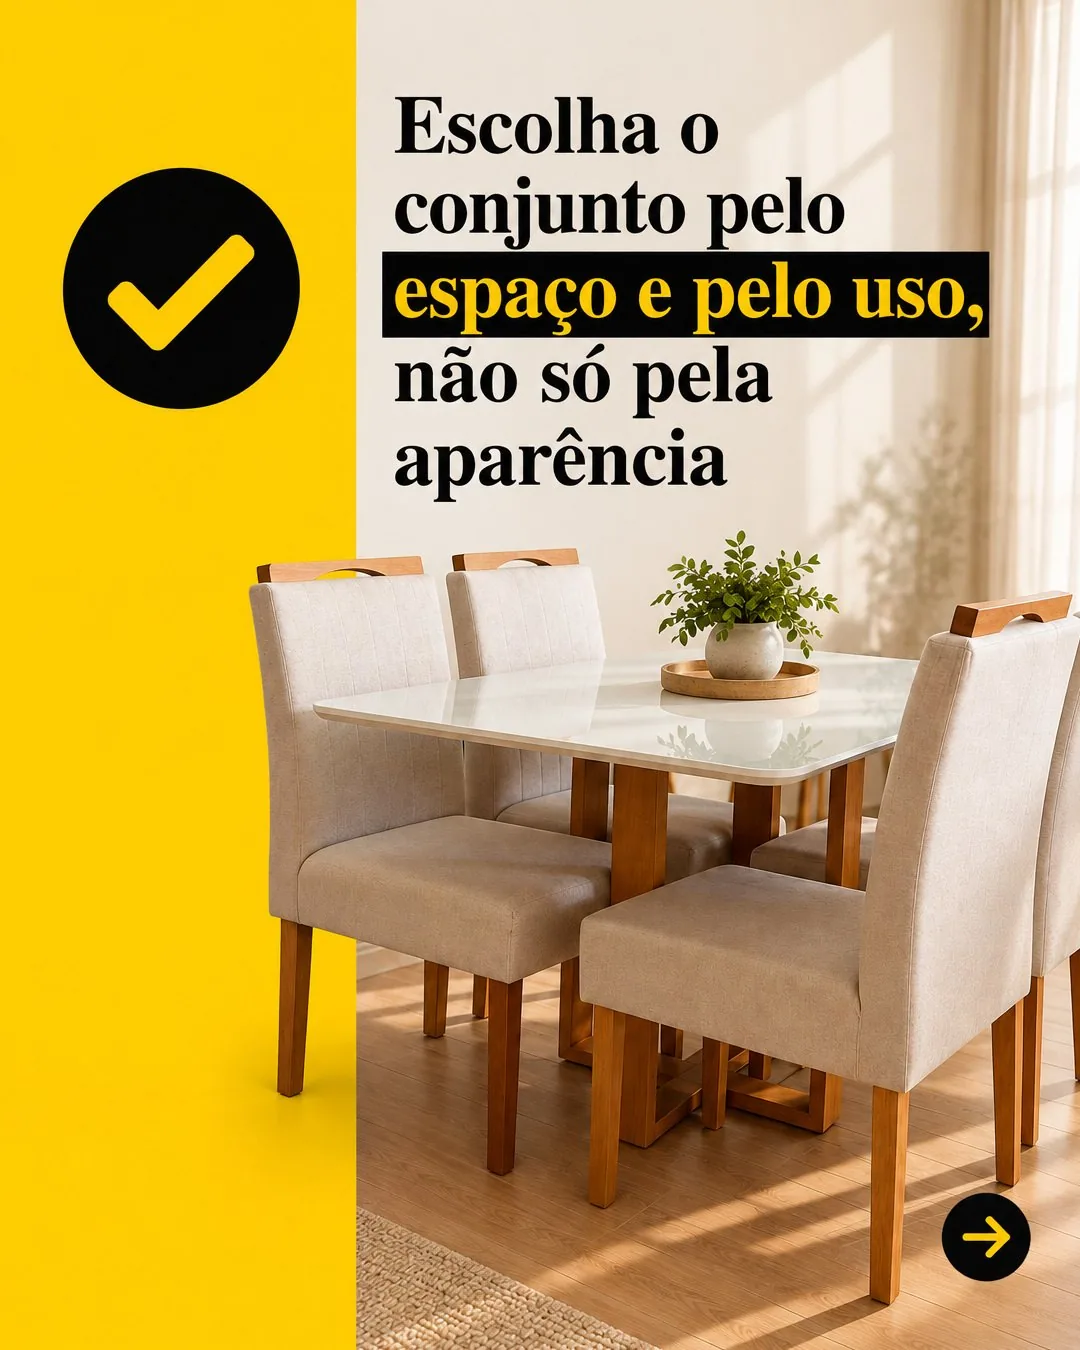 Escolha o
conjunto pelo
espaço e pelo uso,
não só pela
aparência